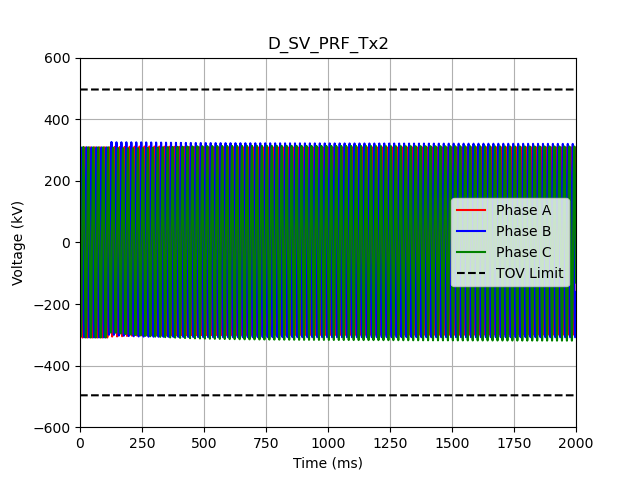 D_SV_PRF_Tx2
Voltage (kV)
600
400
200
0
−200
−400
−600
Phase A
Phase B
Phase C
TOV Limit
0 250 500 750 1000 1250 1500 1750 2000
Time (ms)